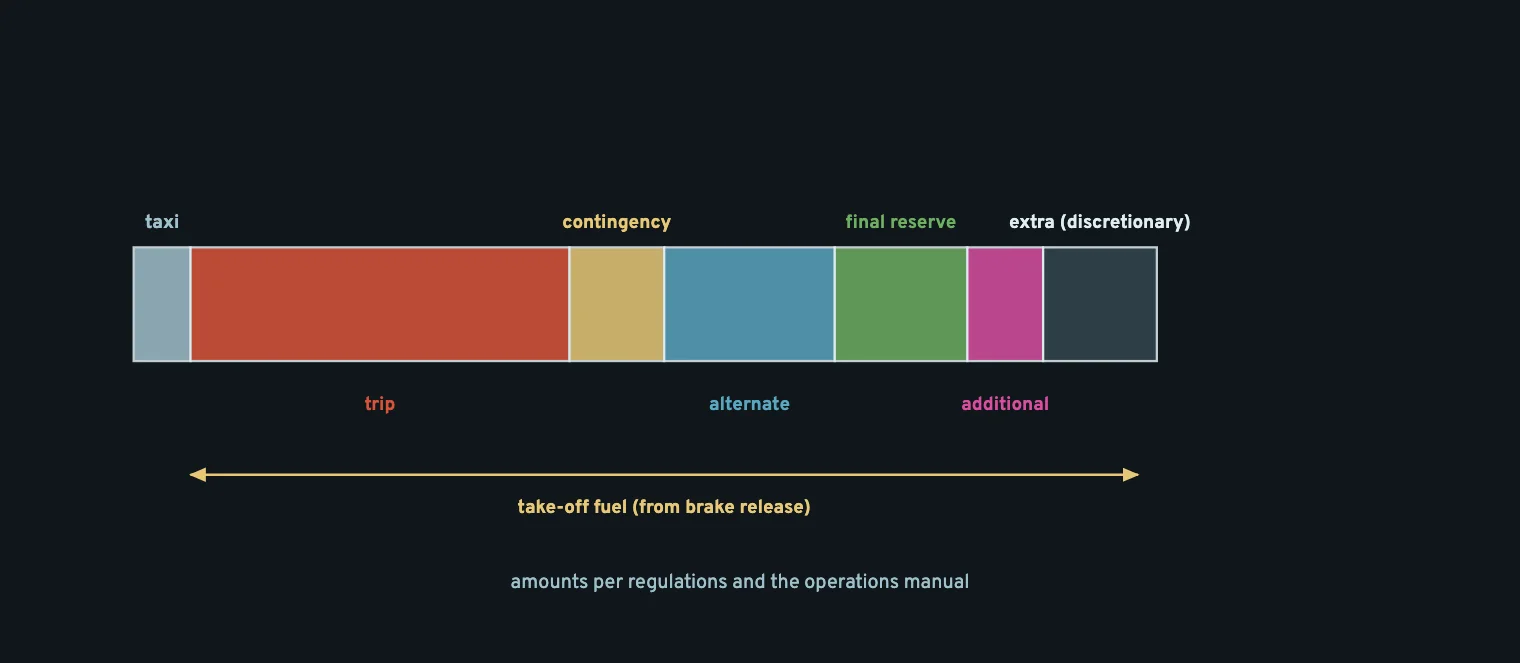 taxi
contingency
final reserve
extra (discretionary)
trip
alternate
additional
take-off fuel (from brake release)
amounts per regulations and the operations manual